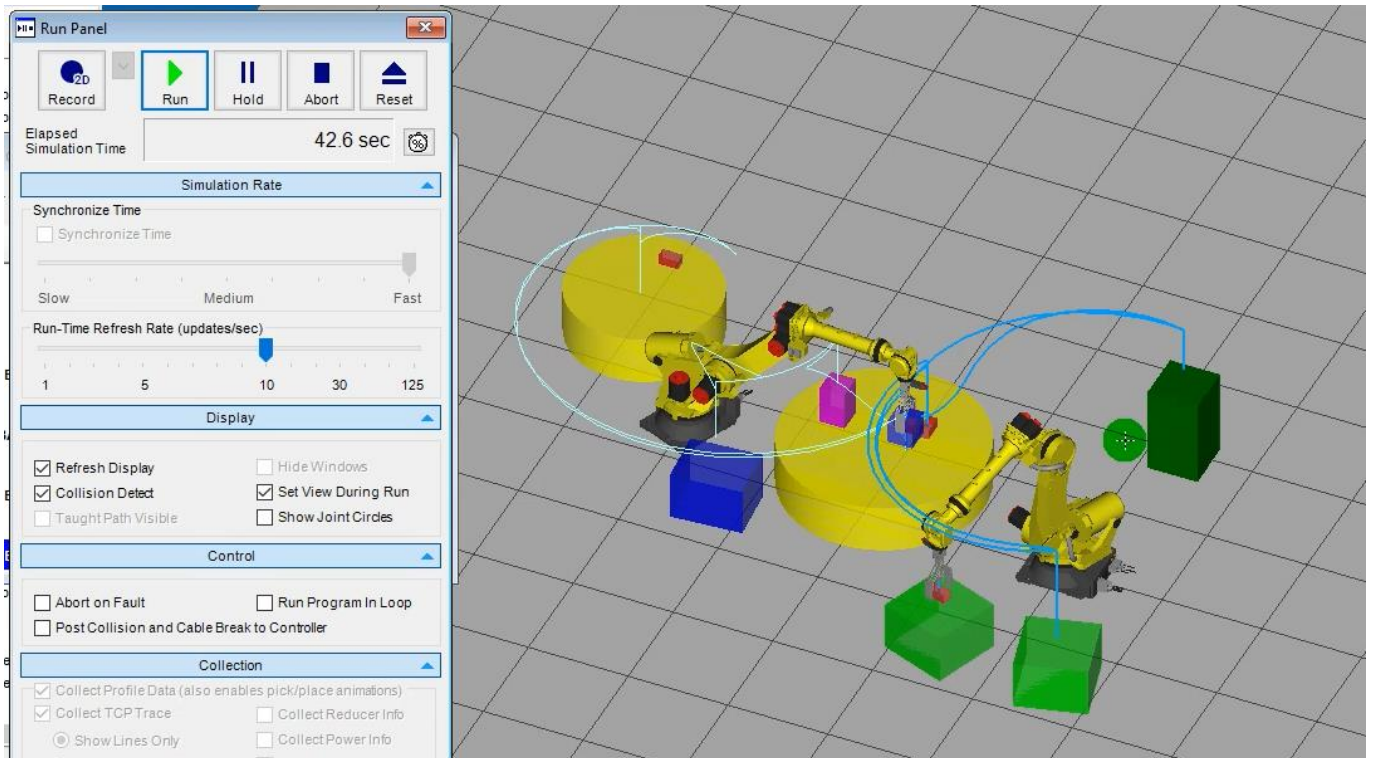 Run Panel
2D
Record
Run
Hold
Abort
Reset
Elapsed
Simulation Time
42.6 sec
%
Simulation Rate
Synchronize Time
Synchronize Time
Slow Medium Fast
Run-Time Refresh Rate (updates/sec)
1 5 10 30 125
Display
Refresh Display
Hide Windows
Collision Detect
Set View During Run
Taught Path Visible
Show Joint Circles
Control
Abort on Fault
Run Program In Loop
Post Collision and Cable Break to Controller
Collection
Collect Profile Data (also enables pick/place animations)
Collect TCP Trace
Collect Reducer Info
Show Lines Only
Collect Power Info